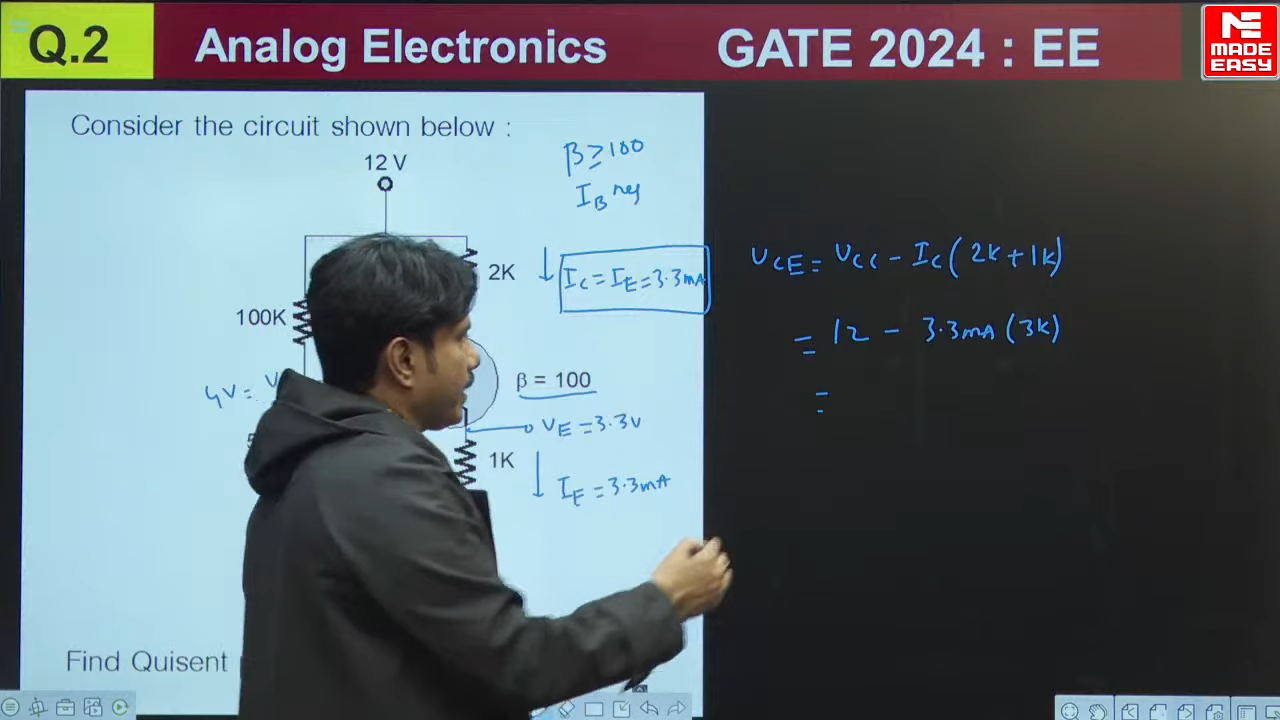 Q.2
Analog Electronics
GATE 2024 : EE
ME
MADE
EASY
Consider the circuit shown below :
12 V
β ≥ 100
I_B neg
2K
I_C = I_E = 3.3mA
100K
4V = V
β = 100
V_E = 3.3V
1K
I_E = 3.3mA
Find Quisent
V_CE = V_CC - I_C (2K + 1K)
= 12 - 3.3mA (3K)
=